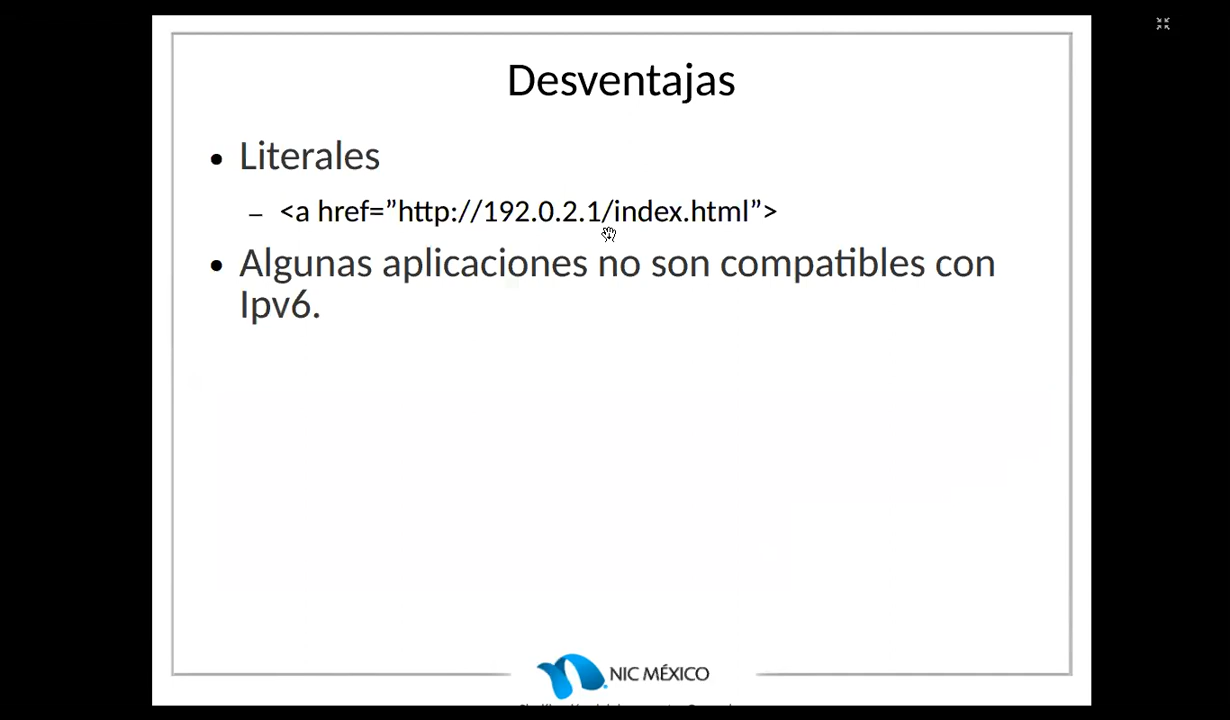 Desventajas
• Literales
– <a href=”http://192.0.2.1/index.html”>
• Algunas aplicaciones no son compatibles con
Ipv6.
NIC MÉXICO